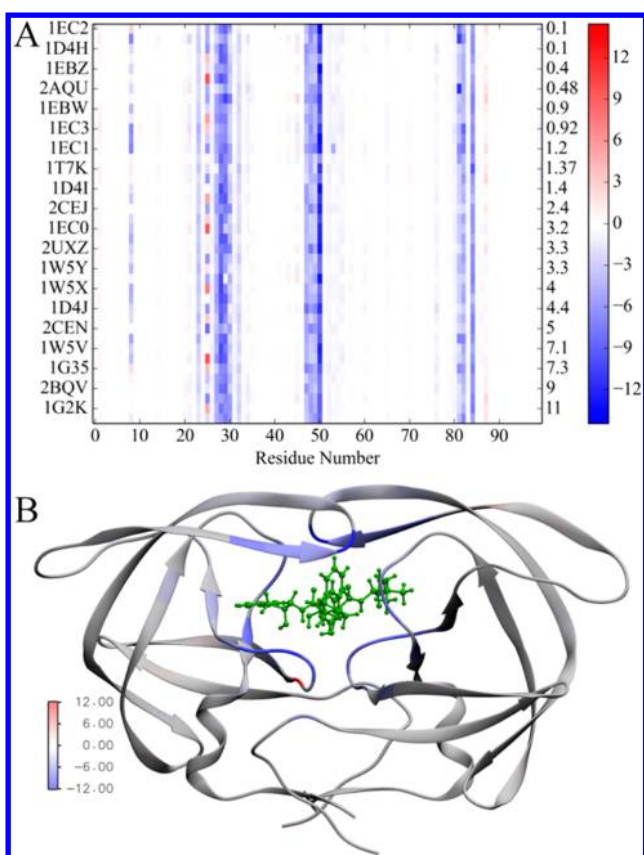 A
1EC2 0.1 12
1D4H 0.1
1EBZ 0.4 9
2AQU 0.48
1EBW 0.9 6
1EC3 0.92
1EC1 1.2 3
1T7K 1.37
1D4I 1.4
2CEJ 2.4 0
1EC0 3.2
2UXZ 3.3 −3
1W5Y 3.3
1W5X 4 −6
1D4J 4.4
2CEN 5 −9
1W5V 7.1
1G35 7.3
2BQV 9 −12
1G2K 11
0 10 20 30 40 50 60 70 80 90
Residue Number
B
12.00
6.00
0.00
-6.00
-12.00